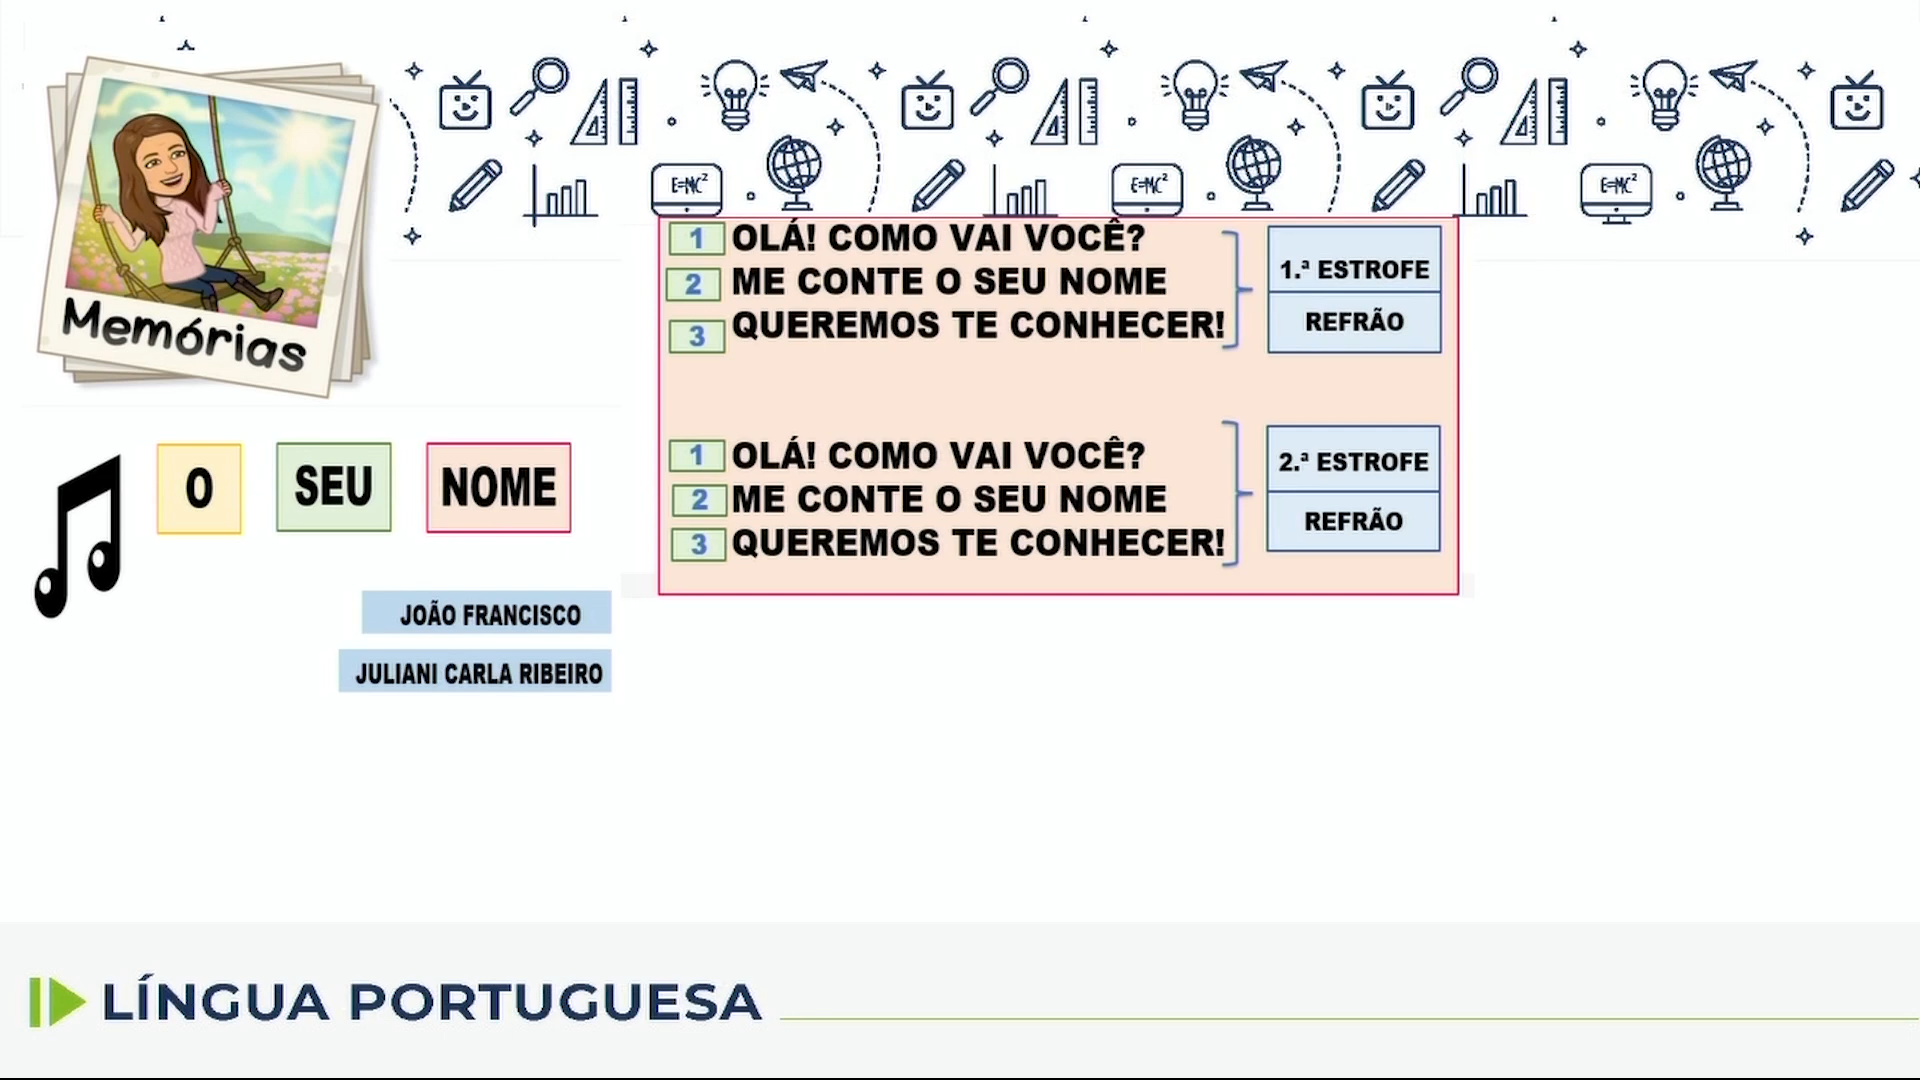 E=MC²
E=MC²
E=MC²
Memórias
1 OLÁ! COMO VAI VOCÊ?
2 ME CONTE O SEU NOME
3 QUEREMOS TE CONHECER!
1.ª ESTROFE
REFRÃO
1 OLÁ! COMO VAI VOCÊ?
2 ME CONTE O SEU NOME
3 QUEREMOS TE CONHECER!
2.ª ESTROFE
REFRÃO
O SEU NOME
JOÃO FRANCISCO
JULIANI CARLA RIBEIRO
LÍNGUA PORTUGUESA